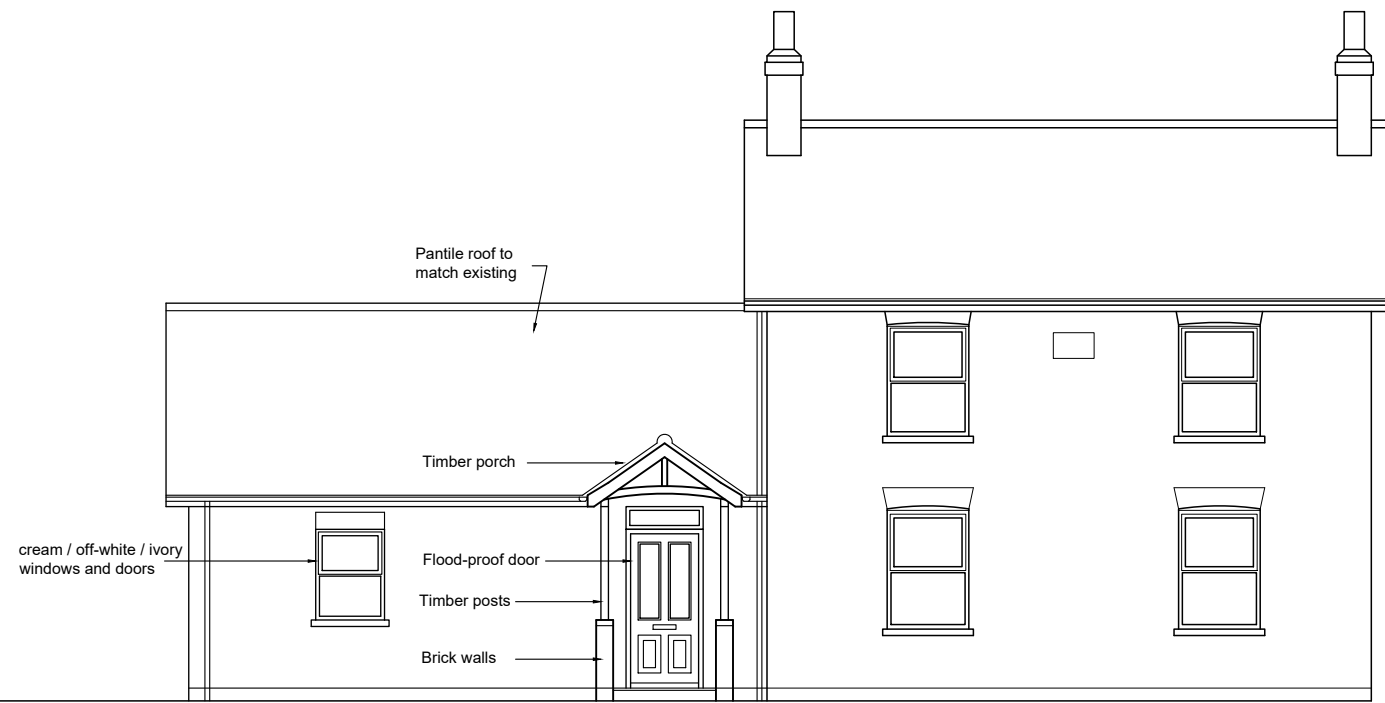 Pantile roof to
match existing
Timber porch
cream / off-white / ivory
windows and doors
Flood-proof door
Timber posts
Brick walls